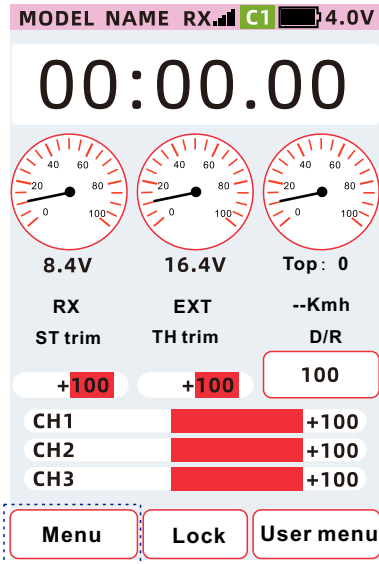 MODEL NAME RX C1 4.0V
00:00.00
40 60 40 60 40 60
20 80 20 80 20 80
0 100 0 100 0 100
8.4V 16.4V Top: 0
RX EXT --Kmh
ST trim TH trim D/R
+100 +100 100
CH1 +100
CH2 +100
CH3 +100
Menu Lock User menu